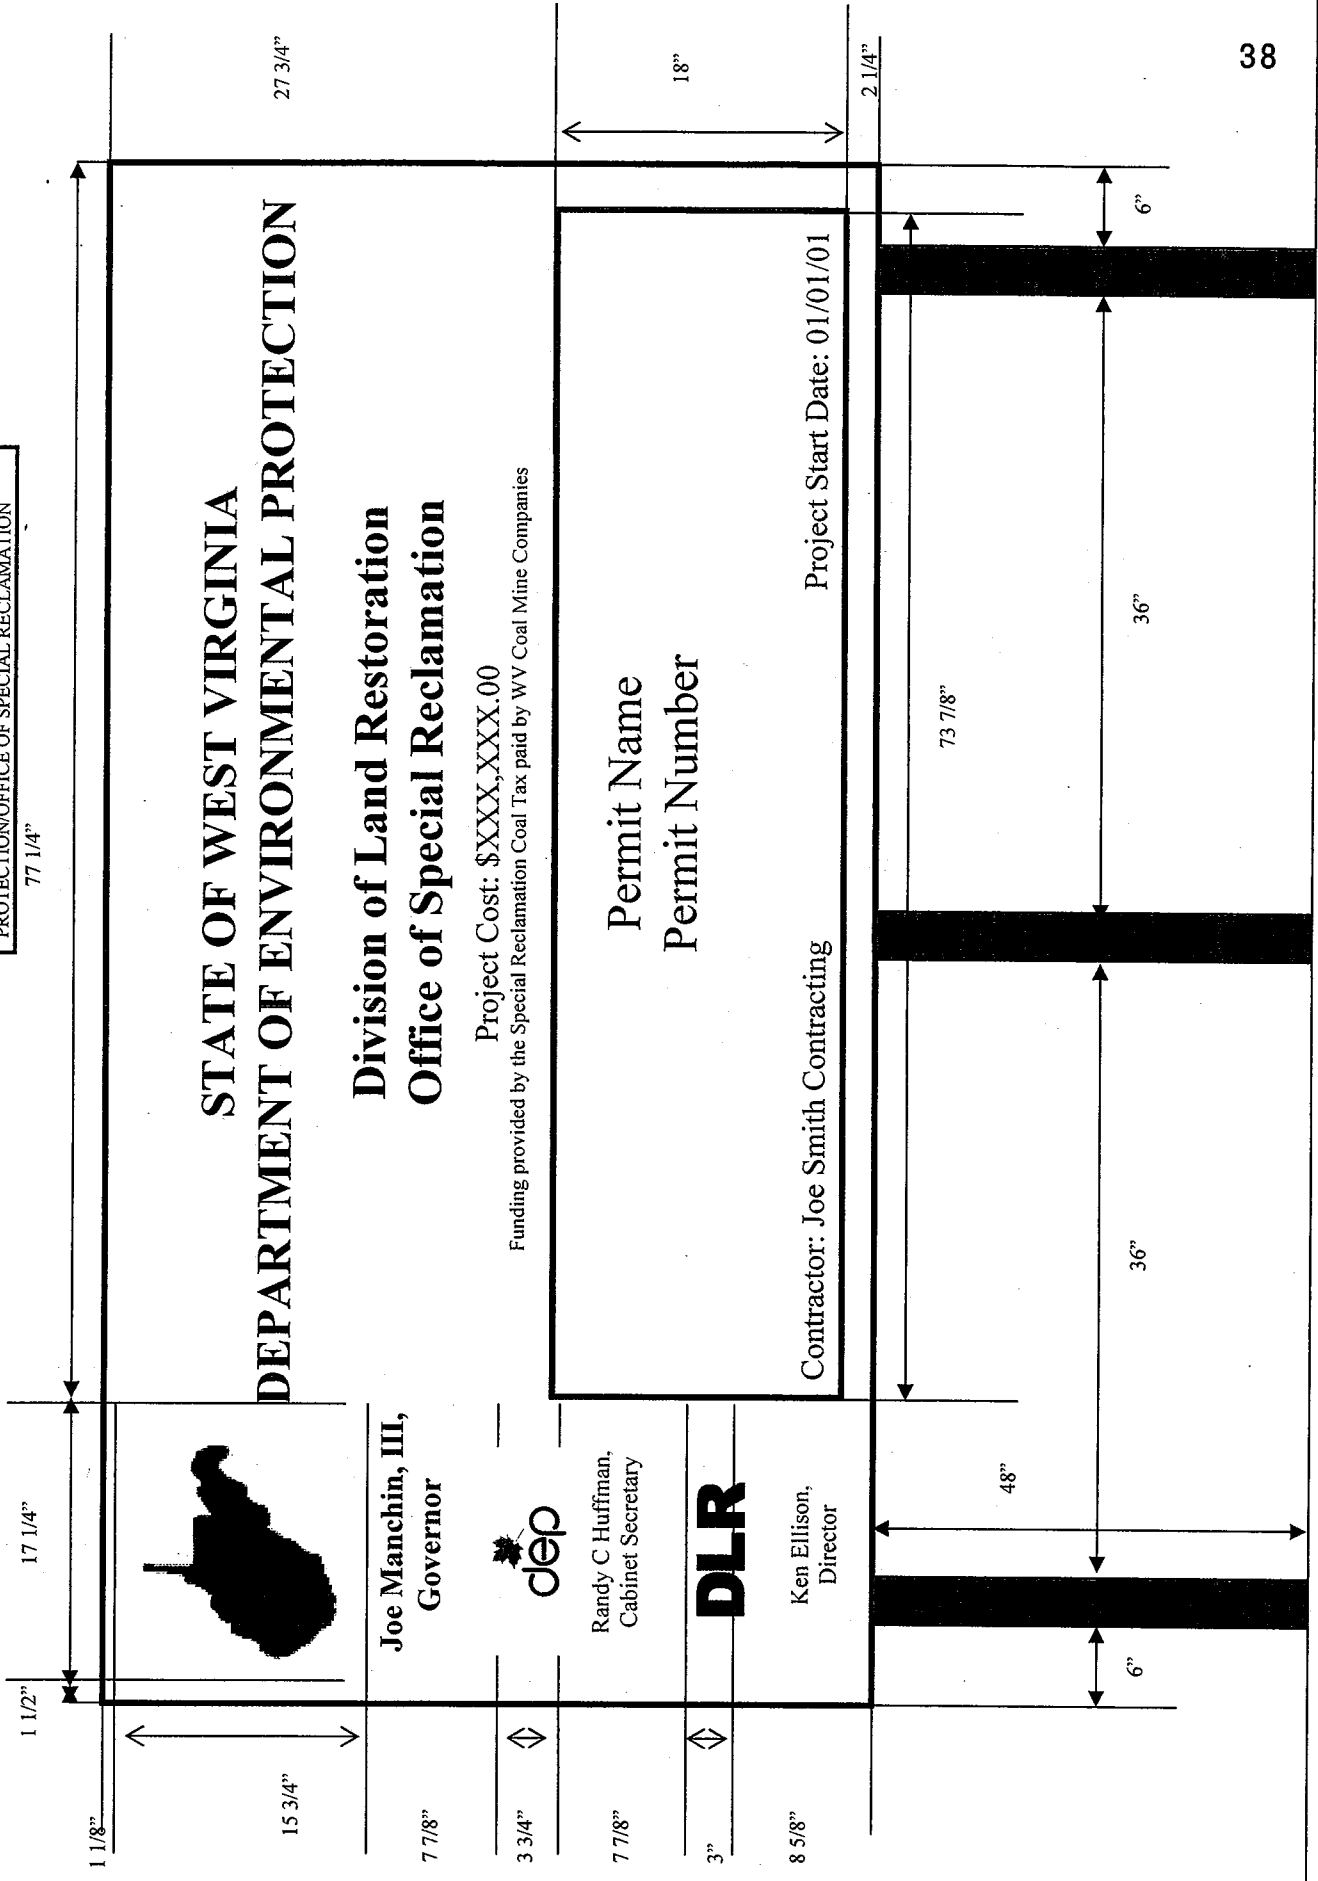 PROTECTION/OFFICE OF SPECIAL RECLAMATION
1 1/2”
17 1/4”
77 1/4”
1 1/8”
15 3/4”
7 7/8”
3 3/4”
7 7/8”
3”
8 5/8”
STATE OF WEST VIRGINIA
DEPARTMENT OF ENVIRONMENTAL PROTECTION
Division of Land Restoration
Office of Special Reclamation
Project Cost: $XXX,XXX.00
Funding provided by the Special Reclamation Coal Tax paid by WV Coal Mine Companies
Joe Manchin, III,
Governor
dep
Randy C Huffman,
Cabinet Secretary
DLR
Ken Ellison,
Director
Permit Name
Permit Number
Contractor: Joe Smith Contracting
Project Start Date: 01/01/01
27 3/4”
18”
2 1/4”
73 7/8”
48”
6”
36”
36”
6”
38